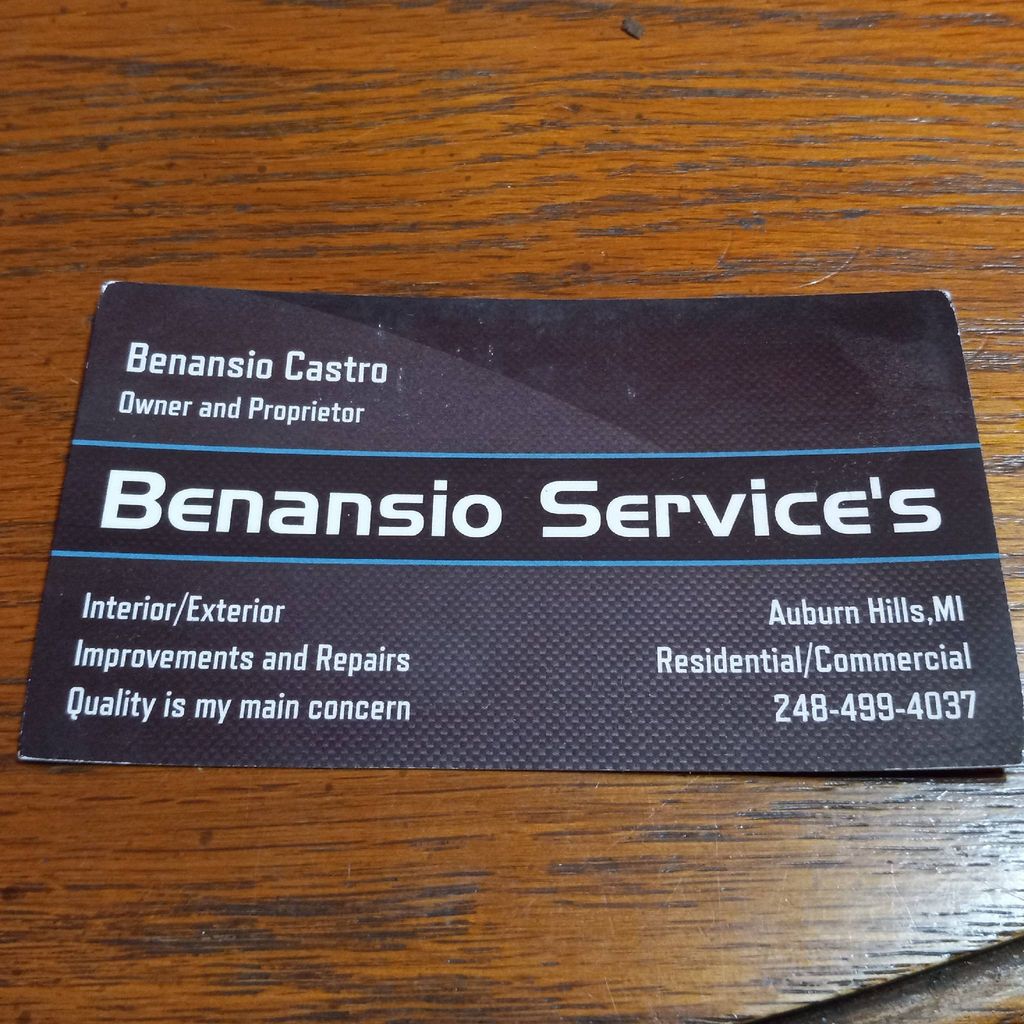 Benansio Castro
Owner and Proprietor
Benansio Service's
Interior/Exterior
Improvements and Repairs
Quality is my main concern
Auburn Hills,MI
Residential/Commercial
248-499-4037